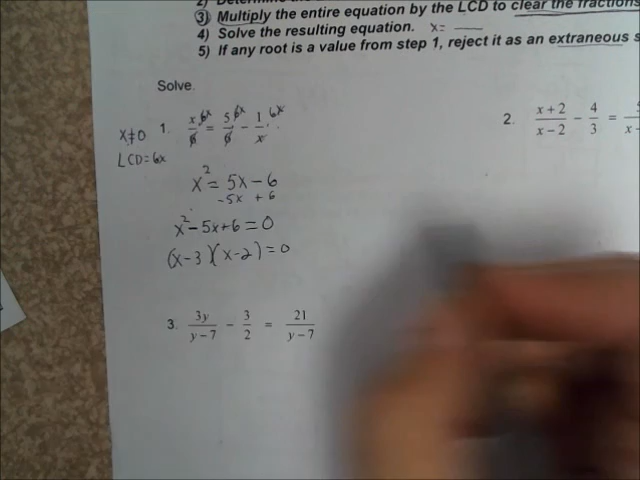 3) Multiply the entire equation by the LCD to clear the
4) Solve the resulting equation. x= ___
5) If any root is a value from step 1, reject it as an extraneous
Solve.
x≠0
LCD=6x
1. x/6 · 6x = 5/6 · 6x − 1/x · 6x
x² = 5x − 6
−5x + 6
x² − 5x + 6 = 0
(x − 3)(x − 2) = 0
2. (x+2)/(x−2) − 4/3 =
3. 3y/(y−7) − 3/2 = 21/(y−7)